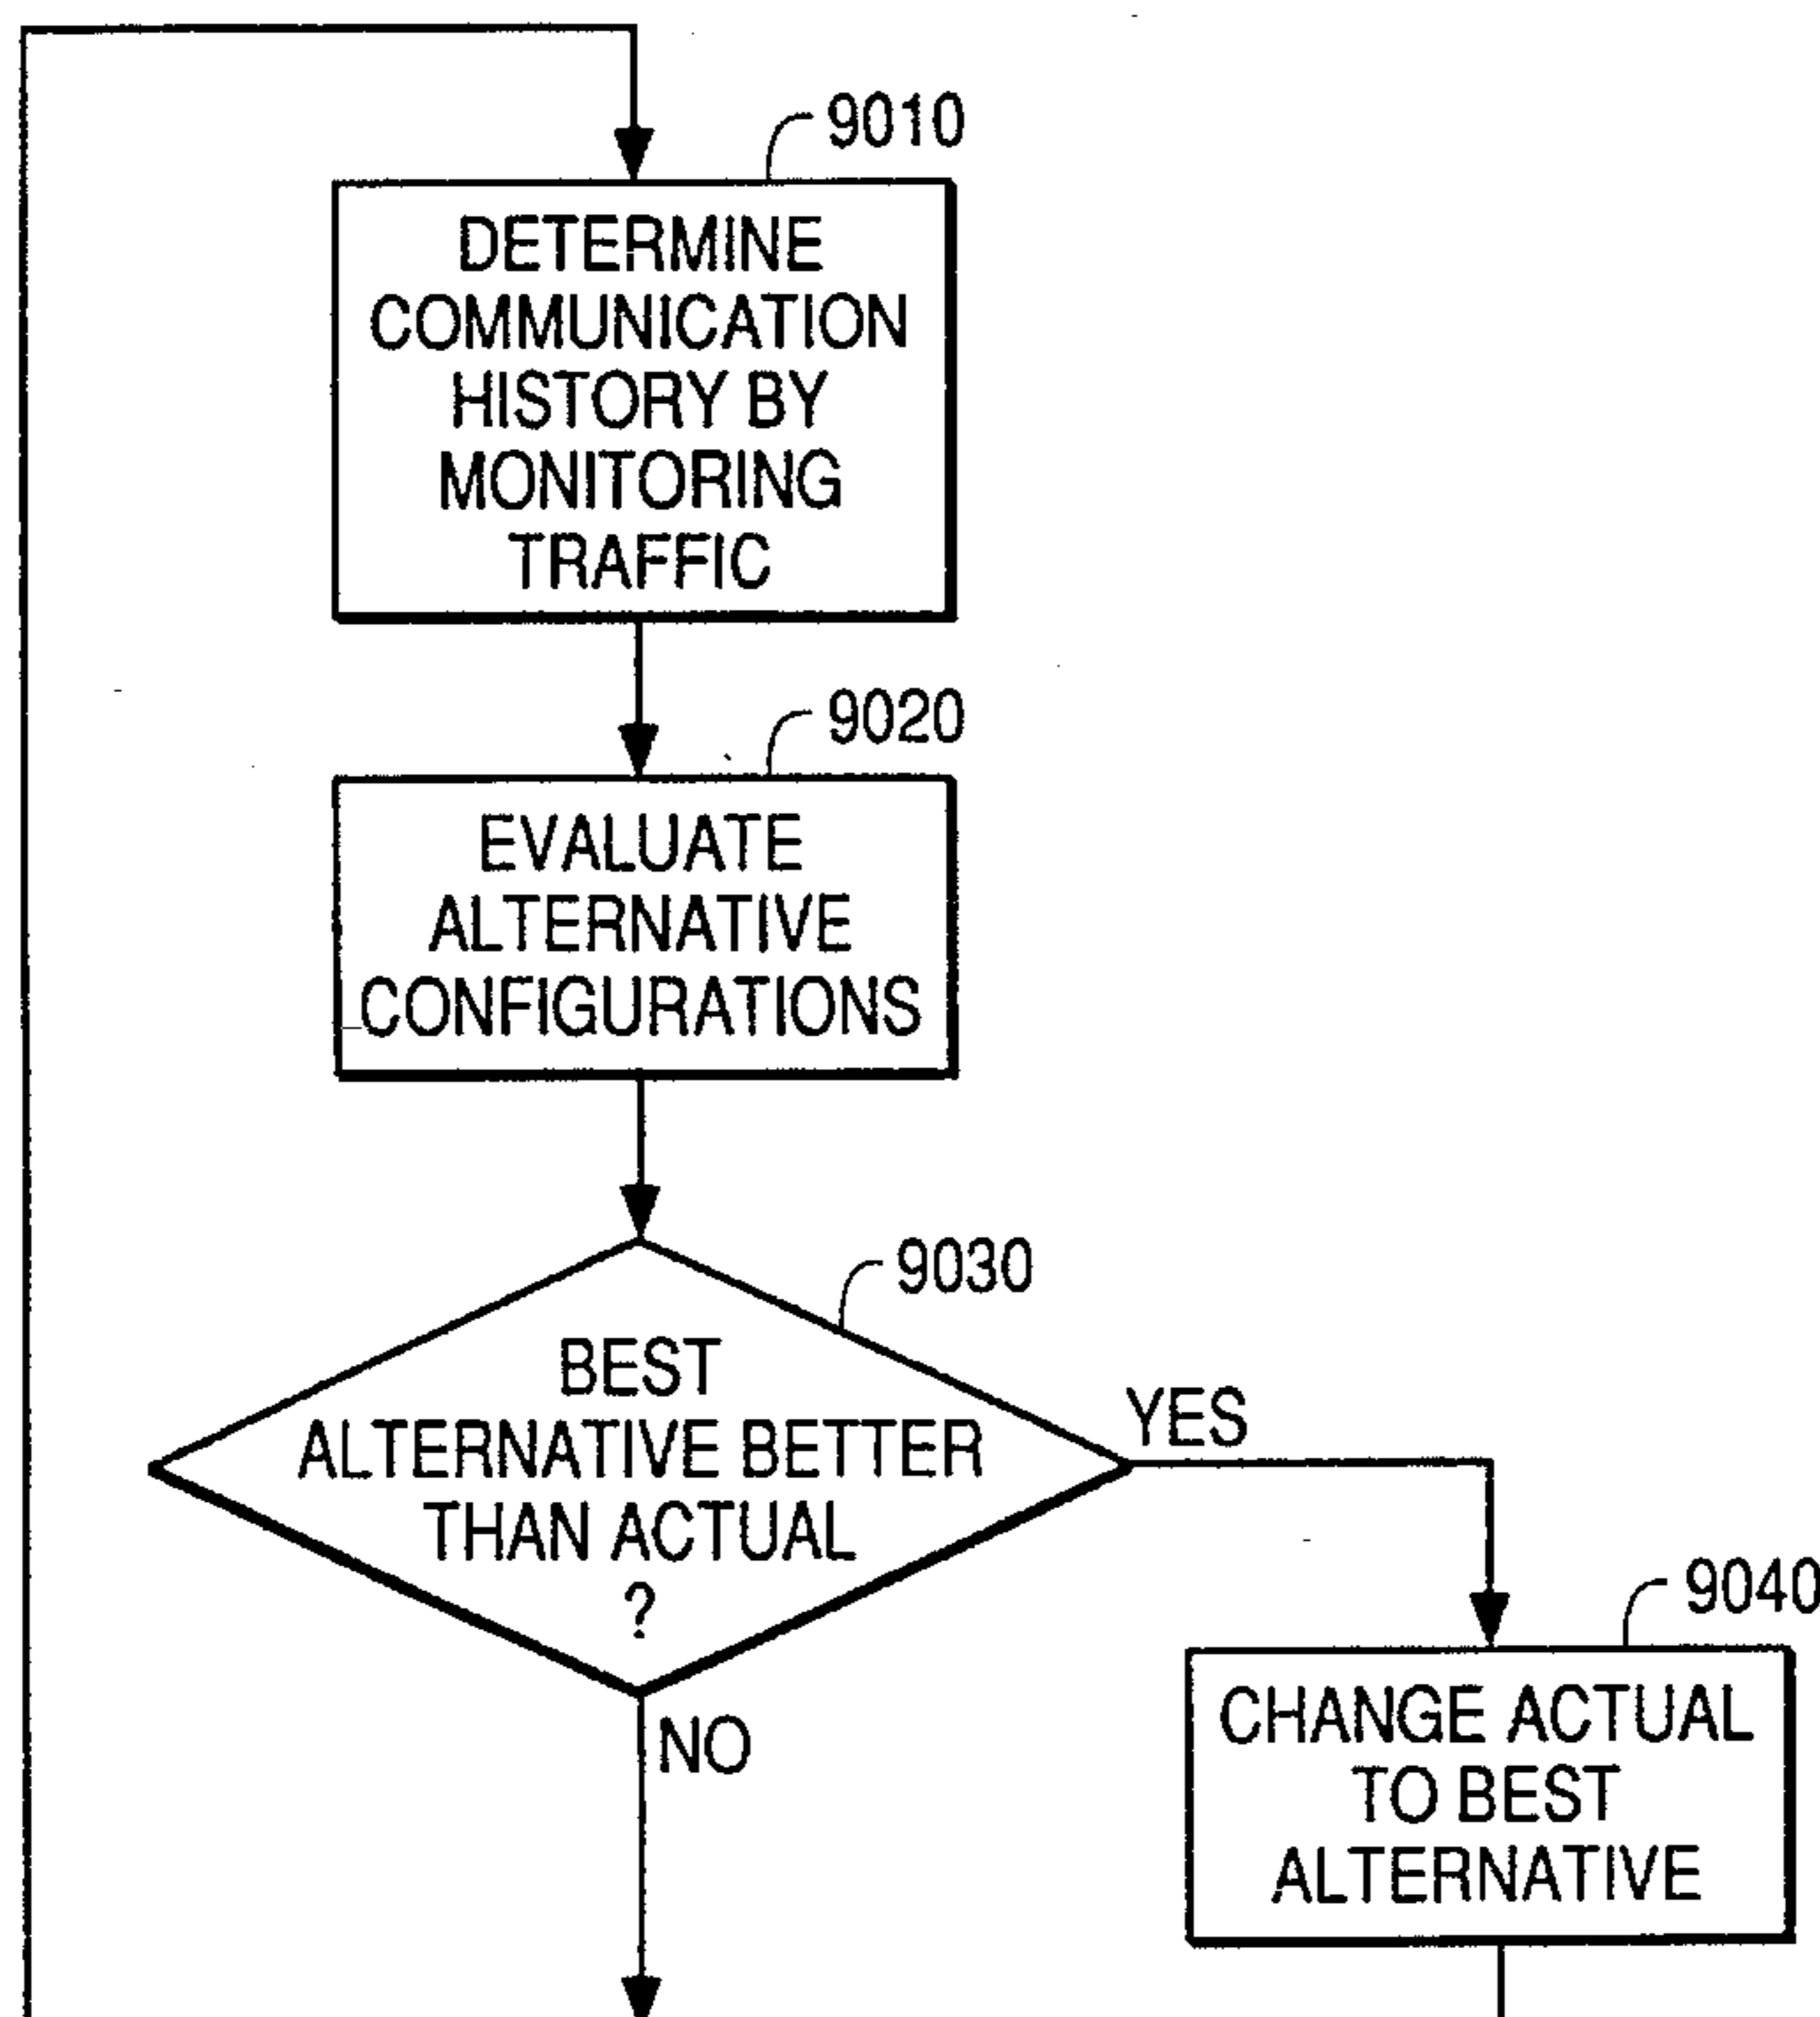 9010
DETERMINE
COMMUNICATION
HISTORY BY
MONITORING
TRAFFIC
9020
EVALUATE
ALTERNATIVE
CONFIGURATIONS
9030
BEST
ALTERNATIVE BETTER
THAN ACTUAL
?
YES
NO
9040
CHANGE ACTUAL
TO BEST
ALTERNATIVE